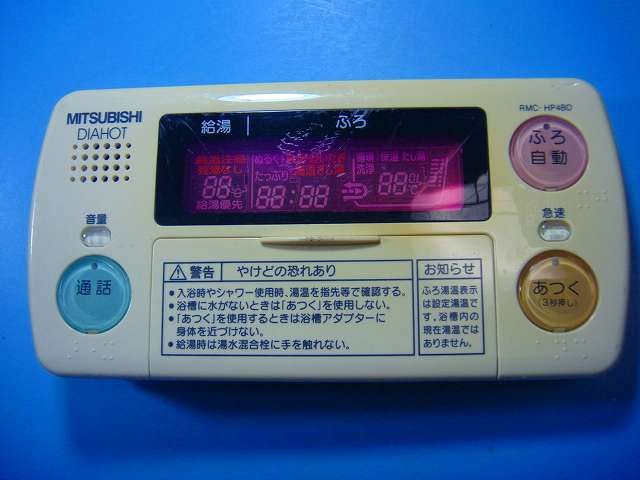 MITSUBISHI
DIAHOT
給湯
ふろ
RMC-HP4BD
ふろ
自動
音量
急速
保温 たし湯
たっぷり
洗浄
88
88:88
88
給湯優先
通話
あつく
(3秒押し)
警告 やけどの恐れあり
●入浴時やシャワー使用時、湯温を指先等で確認する。
●浴槽に水がないときは「あつく」を使用しない。
●「あつく」を使用するときは浴槽アダプターに
身体を近づけない。
●給湯時は湯水混合栓に手を触れない。
お知らせ
ふろ湯温表示
は設定湯温で
す。浴槽内の
現在湯温では
ありません。